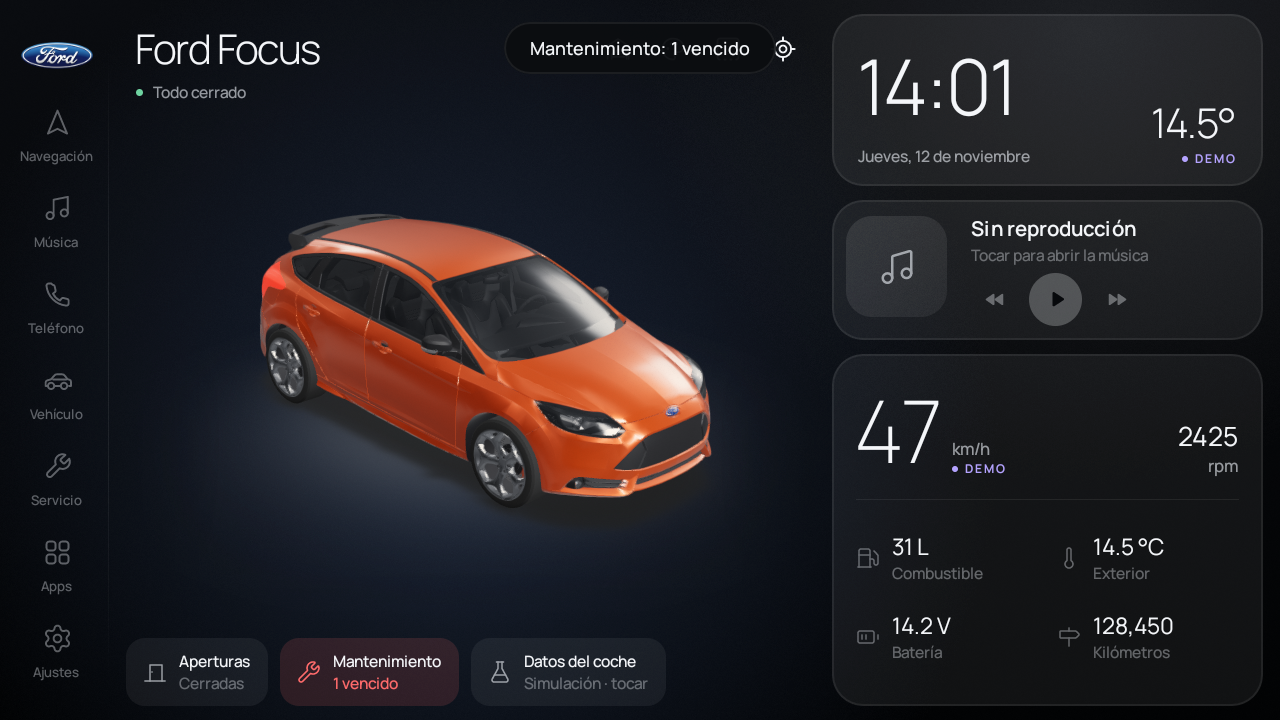 Ford
Navegación
Música
Teléfono
Vehículo
Servicio
Apps
Ajustes
Ford Focus
Todo cerrado
Mantenimiento: 1 vencido
Aperturas
Cerradas
Mantenimiento
1 vencido
Datos del coche
Simulación · tocar
14:01
Jueves, 12 de noviembre
14.5°
DEMO
Sin reproducción
Tocar para abrir la música
47 km/h
DEMO
2425
rpm
31 L
Combustible
14.5 °C
Exterior
14.2 V
Batería
128,450
Kilómetros